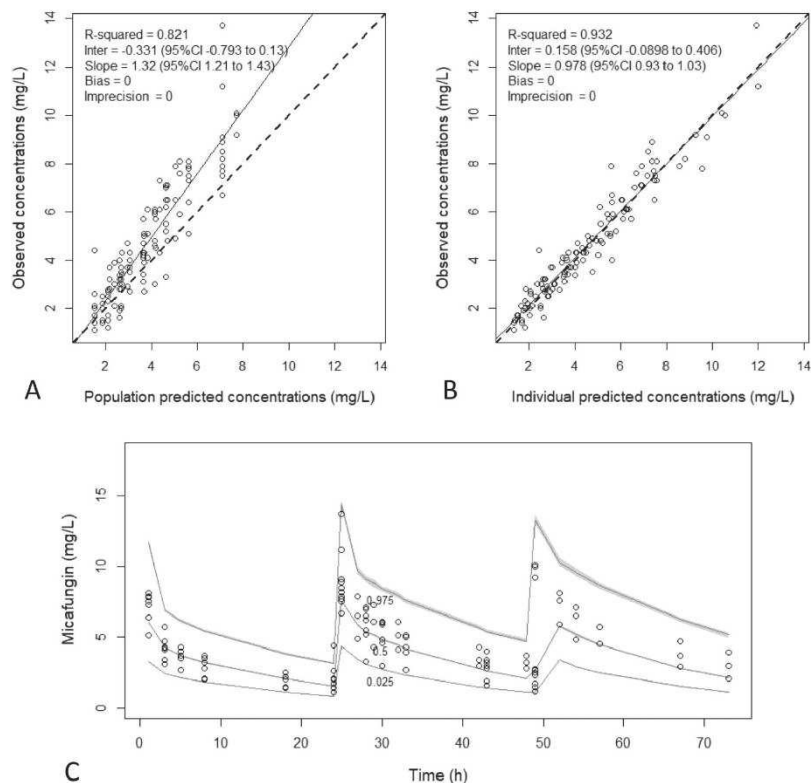 R-squared = 0.821
Inter = -0.331 (95%CI -0.793 to 0.13)
Slope = 1.32 (95%CI 1.21 to 1.43)
Bias = 0
Imprecision = 0
Observed concentrations (mg/L)
14
12
10
8
6
4
2
2 4 6 8 10 12 14
Population predicted concentrations (mg/L)
A
R-squared = 0.932
Inter = 0.158 (95%CI -0.0898 to 0.406)
Slope = 0.978 (95%CI 0.93 to 1.03)
Bias = 0
Imprecision = 0
Observed concentrations (mg/L)
14
12
10
8
6
4
2
2 4 6 8 10 12 14
Individual predicted concentrations (mg/L)
B
Micafungin (mg/L)
15
10
5
0
0.975
0.5
0.025
0 10 20 30 40 50 60 70
Time (h)
C